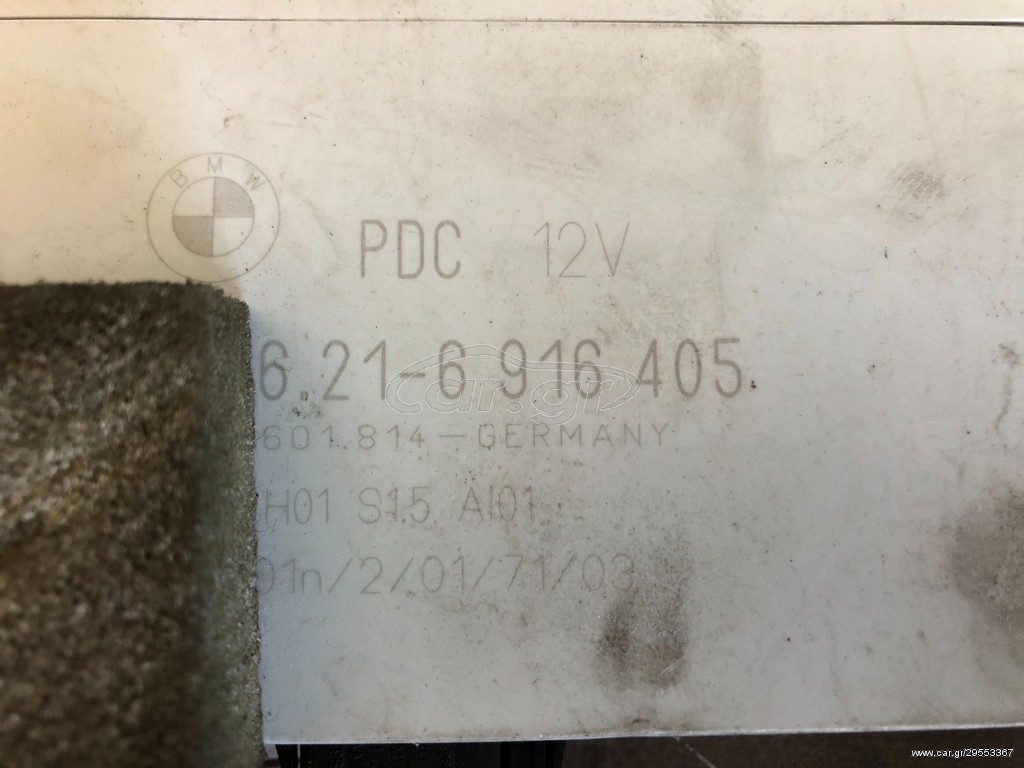 BMW
PDC 12V
6.21-6 916 405
car.gr
601.814-GERMANY
H01 S15 AI01
01n/2/01/71/03
www.car.gr/29553367